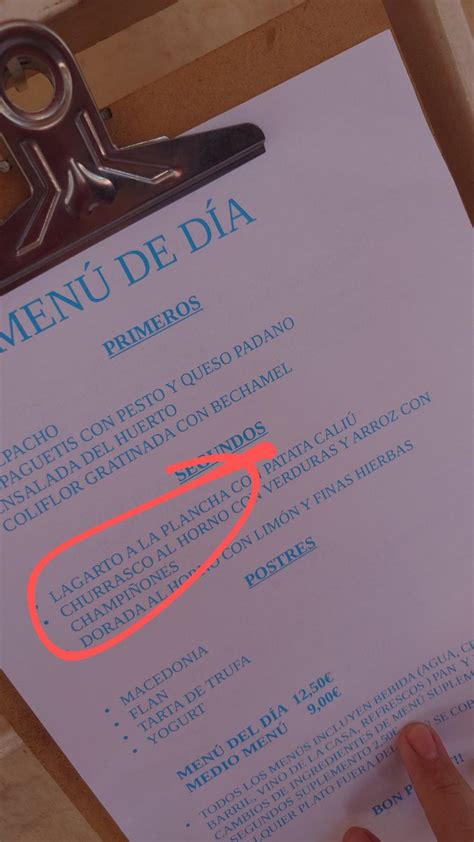 MENÚ DE DÍA
PRIMEROS
PACHO
PAGUETIS CON PESTO Y QUESO PADANO
ENSALADA DEL HUERTO
COLIFLOR GRATINADA CON BECHAMEL
SEGUNDOS
• LAGARTO A LA PLANCHA CON PATATA CALIÚ
• CHURRASCO AL HORNO CON VERDURAS Y ARROZ CON
CHAMPIÑONES
DORADA AL HORNO CON LIMÓN Y FINAS HIERBAS
POSTRES
• MACEDONIA
• FLAN
• TARTA DE TRUFA
• YOGURT
MENÚ DEL DÍA 12,50€
MEDIO MENÚ 9,00€
• TODOS LOS MENÚS INCLUYEN BEBIDA (AGUA,
BARRIL, VINO DE LA CASA, REFRESCOS) PAN Y
CAMBIOS DE INGREDIENTES DE MENÚ
SEGUNDOS SUPLEMENTO 2,50€
LQUIER PLATO FUERA DEL SE
BON